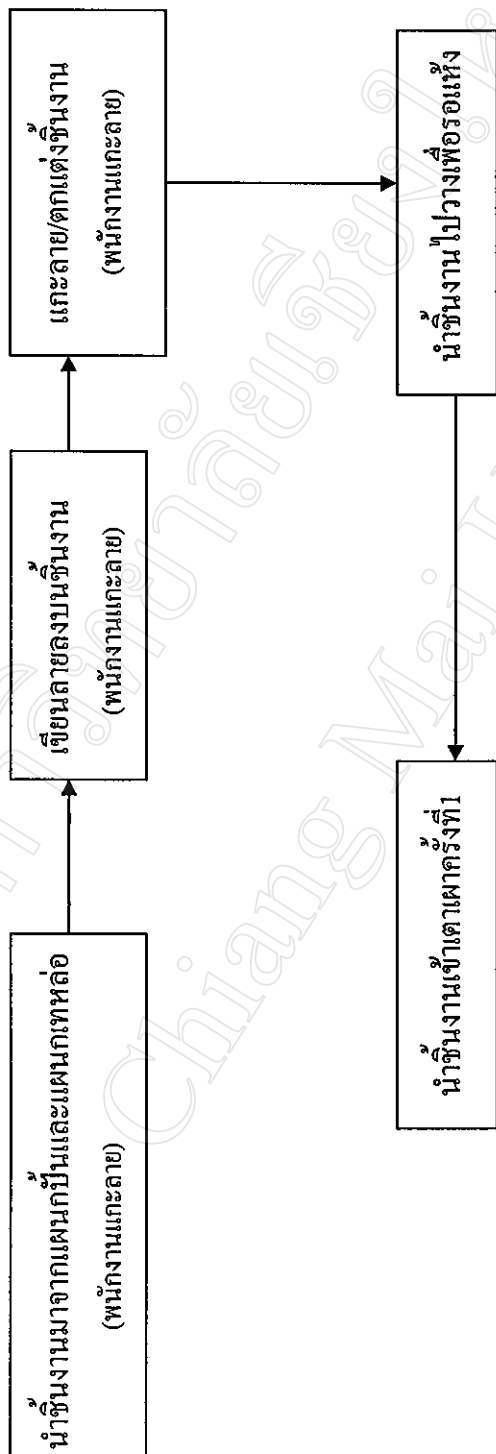 นำชิ้นงานมาจากแผนกปั้นและแผนกเทหล่อ
(พนักงานแกะลาย)
เขียนลายลงบนชิ้นงาน
(พนักงานแกะลาย)
แกะลาย/ตกแต่งชิ้นงาน
(พนักงานแกะลาย)
นำชิ้นงานไปวางเพื่อรอแห้ง
นำชิ้นงานเข้าเตาเผาครั้งที่1
Chiang Mai